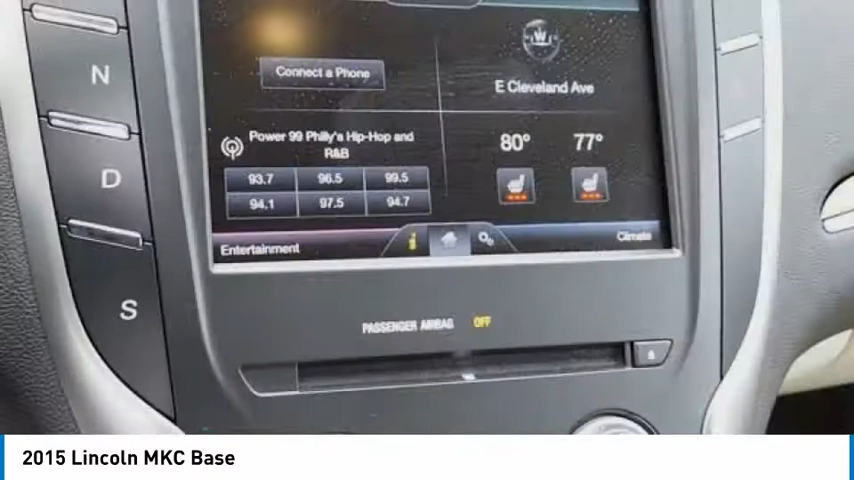 N
D
S
Connect a Phone
W
E Cleveland Ave
Power 99 Philly's Hip-Hop and
R&B
80° 77°
93.7 96.5 99.5
94.1 97.5 94.7
Entertainment
i
Climate
PASSENGER AIRBAG OFF
2015 Lincoln MKC Base